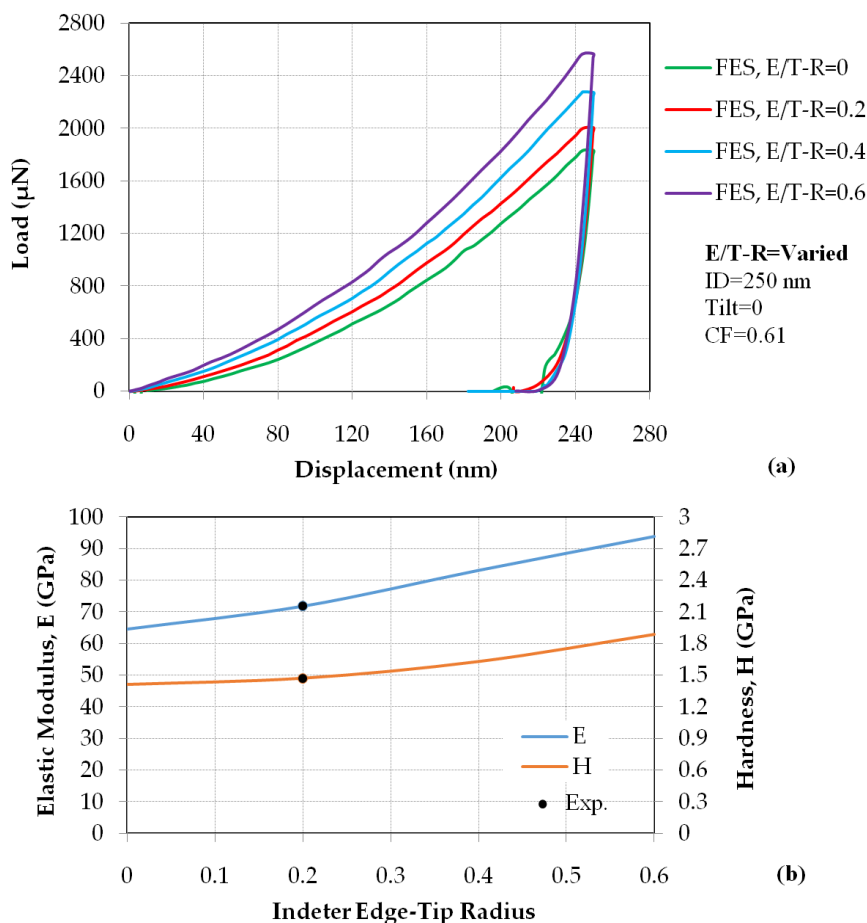 2800
2400
2000
1600
1200
800
400
0
Load (µN)
0 40 80 120 160 200 240 280
Displacement (nm)
(a)
FES, E/T-R=0
FES, E/T-R=0.2
FES, E/T-R=0.4
FES, E/T-R=0.6
E/T-R=Varied
ID=250 nm
Tilt=0
CF=0.61
100
90
80
70
60
50
40
30
20
10
0
Elastic Modulus, E (GPa)
E
H
Exp.
3
2.7
2.4
2.1
1.8
1.5
1.2
0.9
0.6
0.3
0
Hardness, H (GPa)
0 0.1 0.2 0.3 0.4 0.5 0.6
Indeter Edge-Tip Radius
(b)